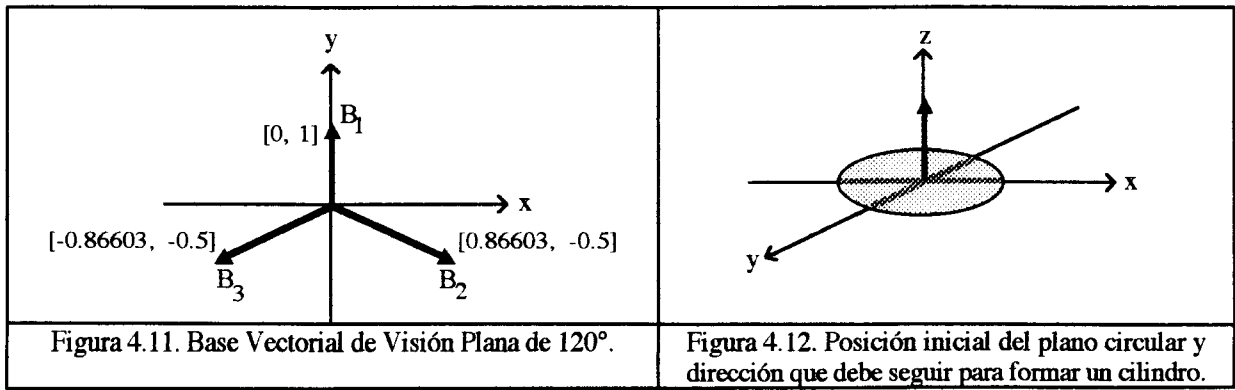 y
B1
[0, 1]
x
[-0.86603, -0.5]
[0.86603, -0.5]
B3
B2
Figura 4.11. Base Vectorial de Visión Plana de 120°.
z
x
y
Figura 4.12. Posición inicial del plano circular y
dirección que debe seguir para formar un cilindro.